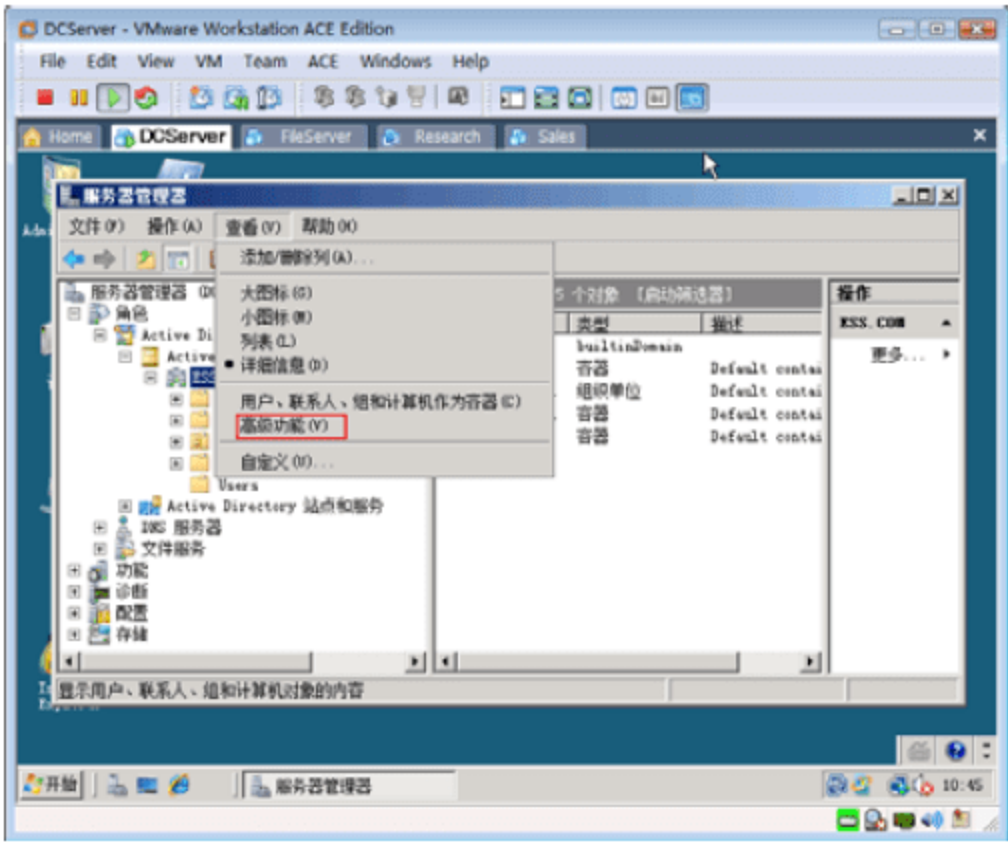 DCServer - VMware Workstation ACE Edition
File Edit View VM Team ACE Windows Help
Home DCServer FileServer Research Sales
服务器管理器
文件(F) 操作(A) 查看(V) 帮助(H)
添加/删除列(A)...
大图标(G)
小图标(M)
列表(L)
详细信息(D)
用户、联系人、组和计算机作为容器(C)
高级功能(V)
自定义(U)...
服务器管理器
角色
Active Di
Active
Users
Active Directory 站点和服务
DNS 服务器
文件服务
功能
诊断
配置
存储
5 个对象 [启动筛选器]
类型 描述
builtinDomain
容器 Default contai
组织单位 Default contai
容器 Default contai
容器 Default contai
操作
ESS.COM
更多...
显示用户、联系人、组和计算机对象的内容
开始 服务器管理器 10:45